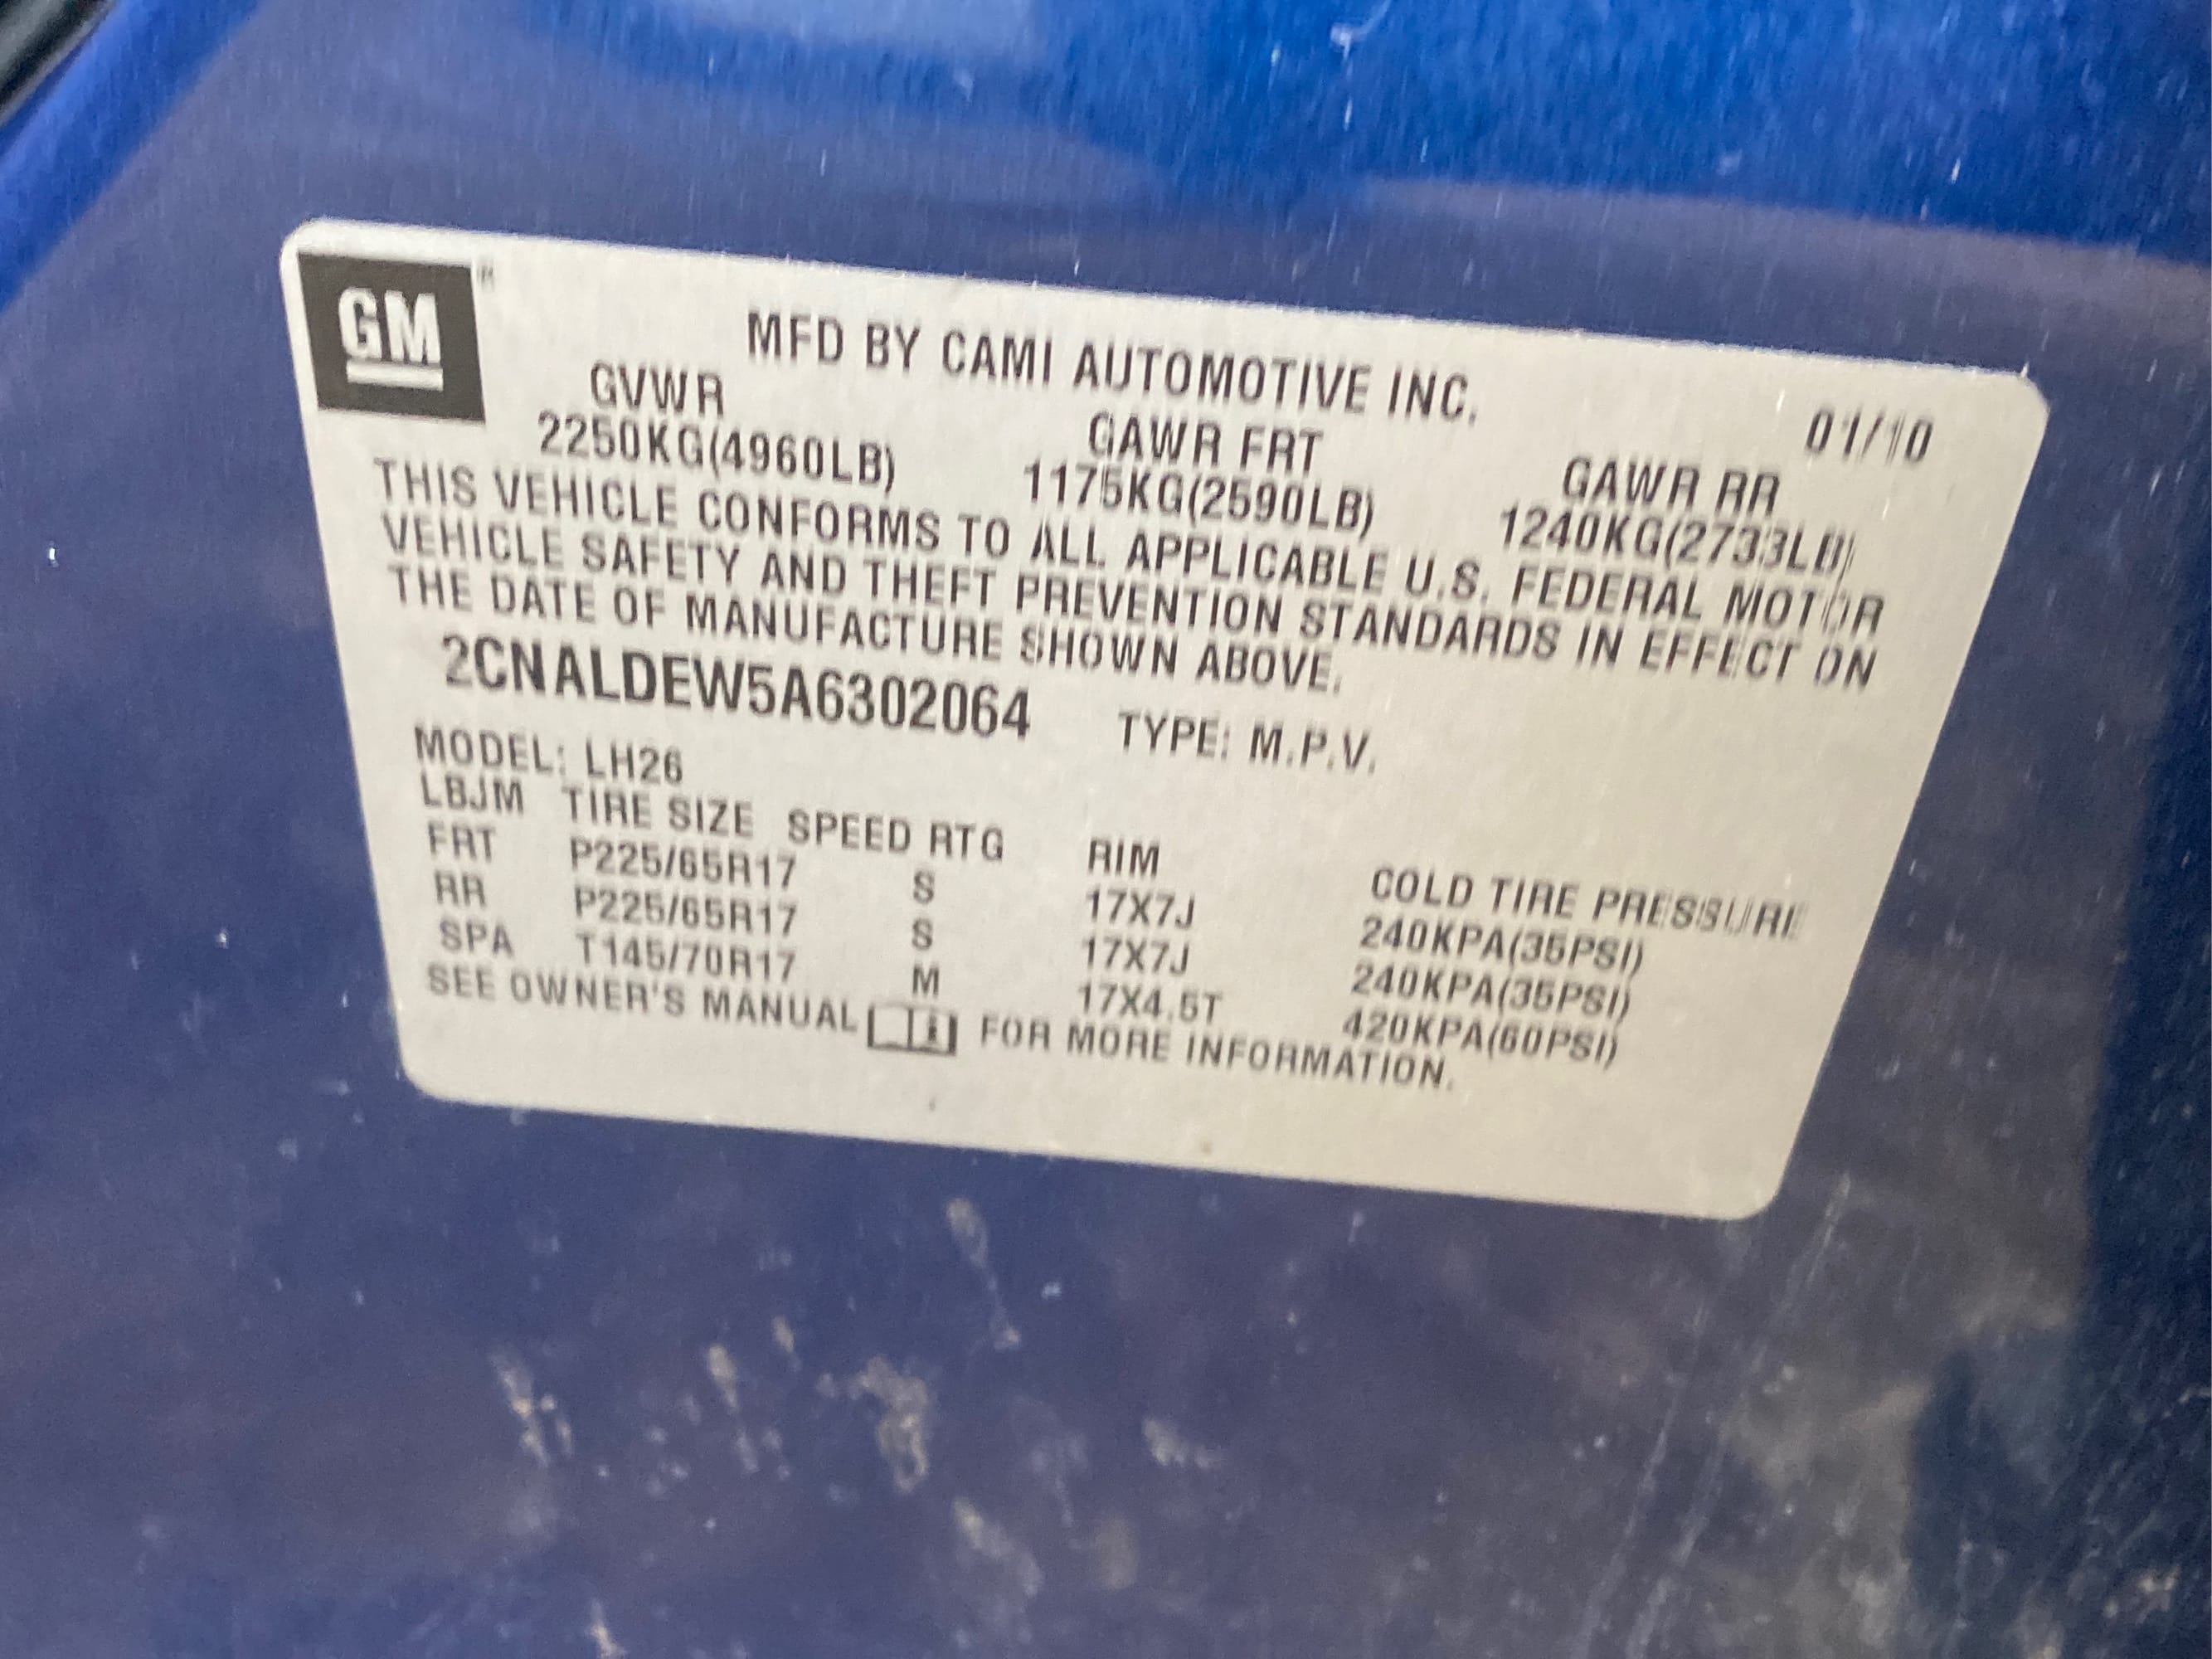 GM
MFD BY CAMI AUTOMOTIVE INC. 01/10
GVWR GAWR FRT GAWR RR
2250KG(4960LB) 1175KG(2590LB) 1240KG(2733LB)
THIS VEHICLE CONFORMS TO ALL APPLICABLE U.S. FEDERAL MOTOR
VEHICLE SAFETY AND THEFT PREVENTION STANDARDS IN EFFECT ON
THE DATE OF MANUFACTURE SHOWN ABOVE.
2CNALDEW5A6302064 TYPE: M.P.V.
MODEL: LH26
LBJM TIRE SIZE SPEED RTG RIM COLD TIRE PRESSURE
FRT P225/65R17 S 17X7J 240KPA(35PSI)
RR P225/65R17 S 17X7J 240KPA(35PSI)
SPA T145/70R17 M 17X4.5T 420KPA(60PSI)
SEE OWNER'S MANUAL FOR MORE INFORMATION.